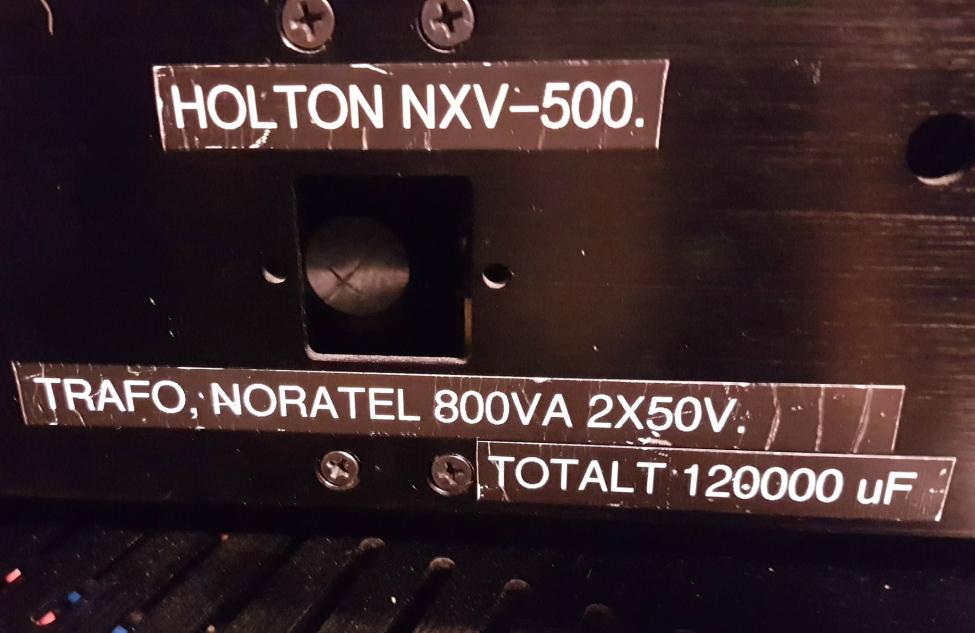 HOLTON NXV-500.
TRAFO, NORATEL 800VA 2X50V.
TOTALT 120000 uF